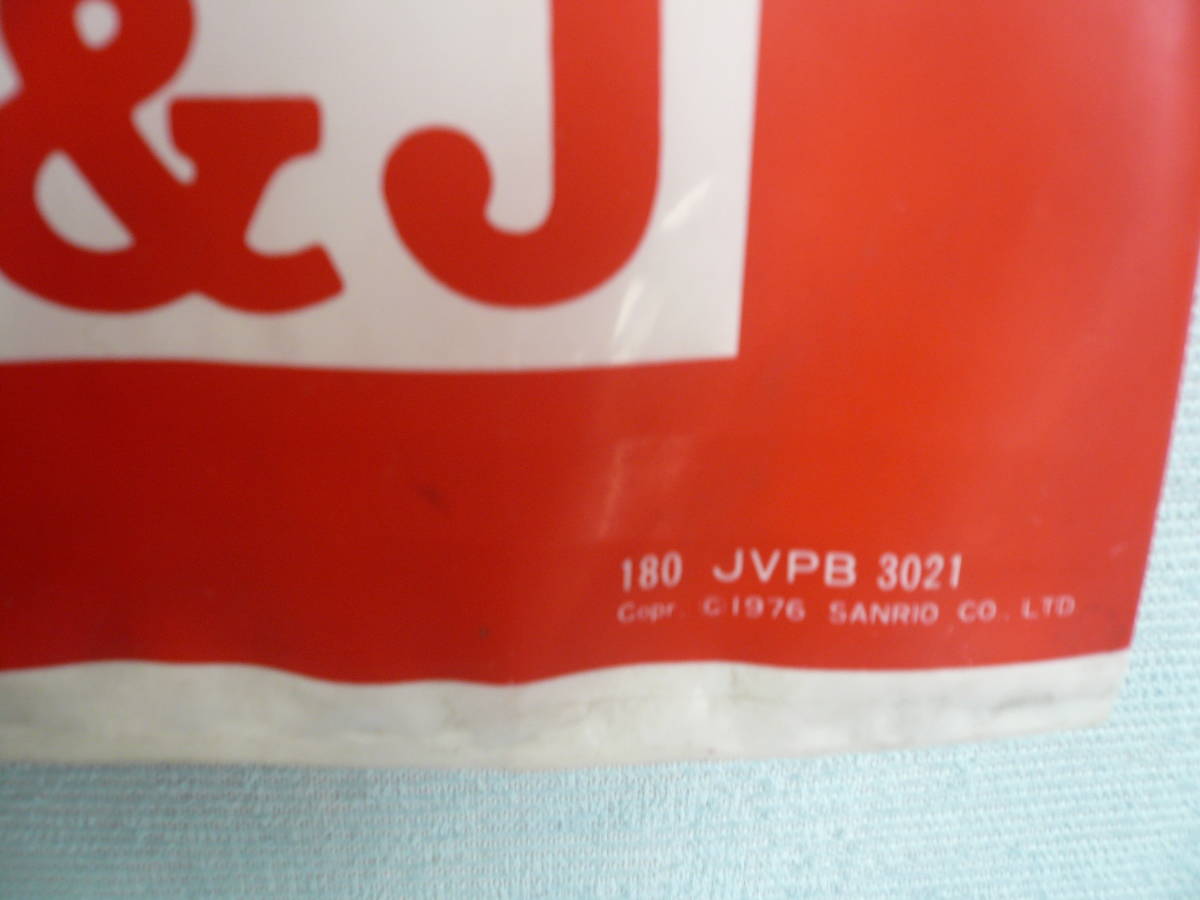 &J
180 JVPB 3021
Copr. ©1976 SANRIO CO., LTD